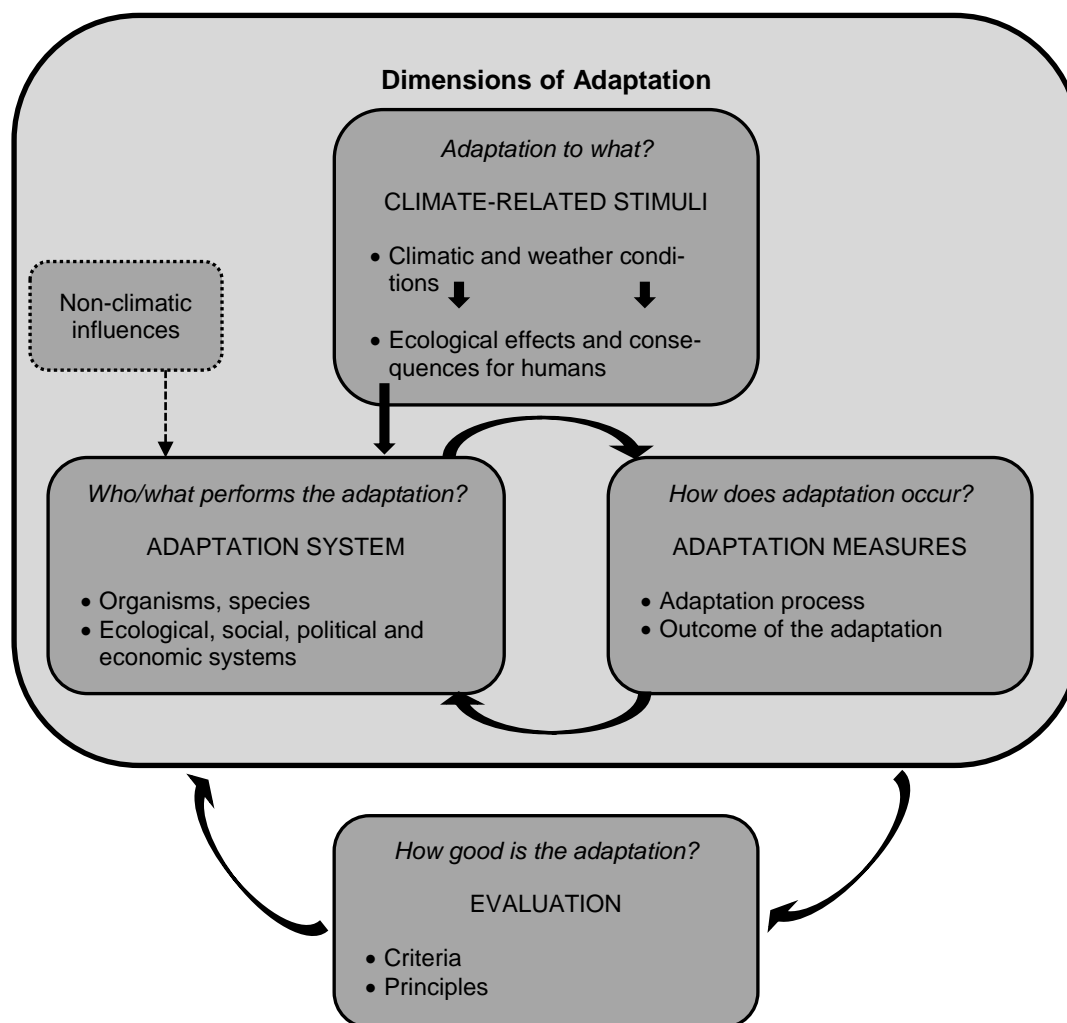 Dimensions of Adaptation
Adaptation to what?
CLIMATE-RELATED STIMULI
• Climatic and weather condi-
tions
• Ecological effects and conse-
quences for humans
Non-climatic
influences
Who/what performs the adaptation?
ADAPTATION SYSTEM
• Organisms, species
• Ecological, social, political and
economic systems
How does adaptation occur?
ADAPTATION MEASURES
• Adaptation process
• Outcome of the adaptation
How good is the adaptation?
EVALUATION
• Criteria
• Principles